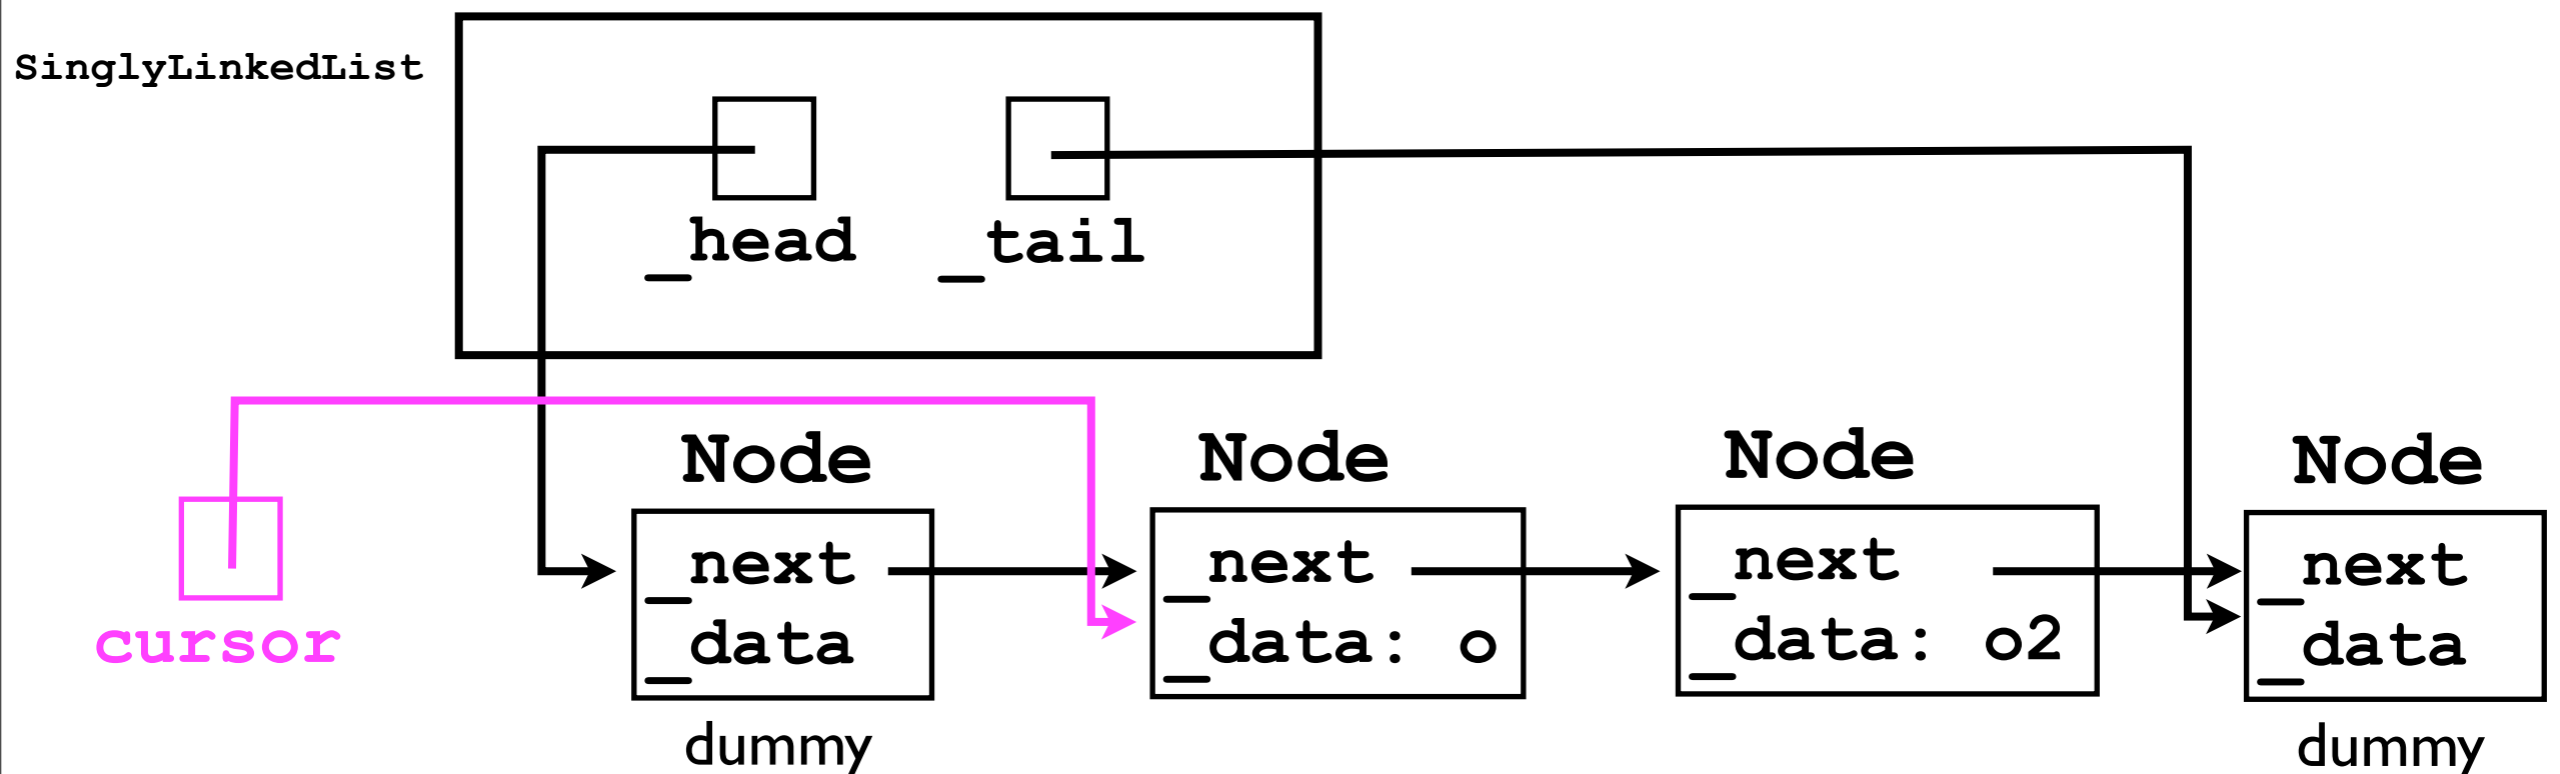 SinglyLinkedList
_head
_tail
cursor
Node
_next
_data
dummy
Node
_next
_data: o
Node
_next
_data: o2
Node
_next
_data
dummy